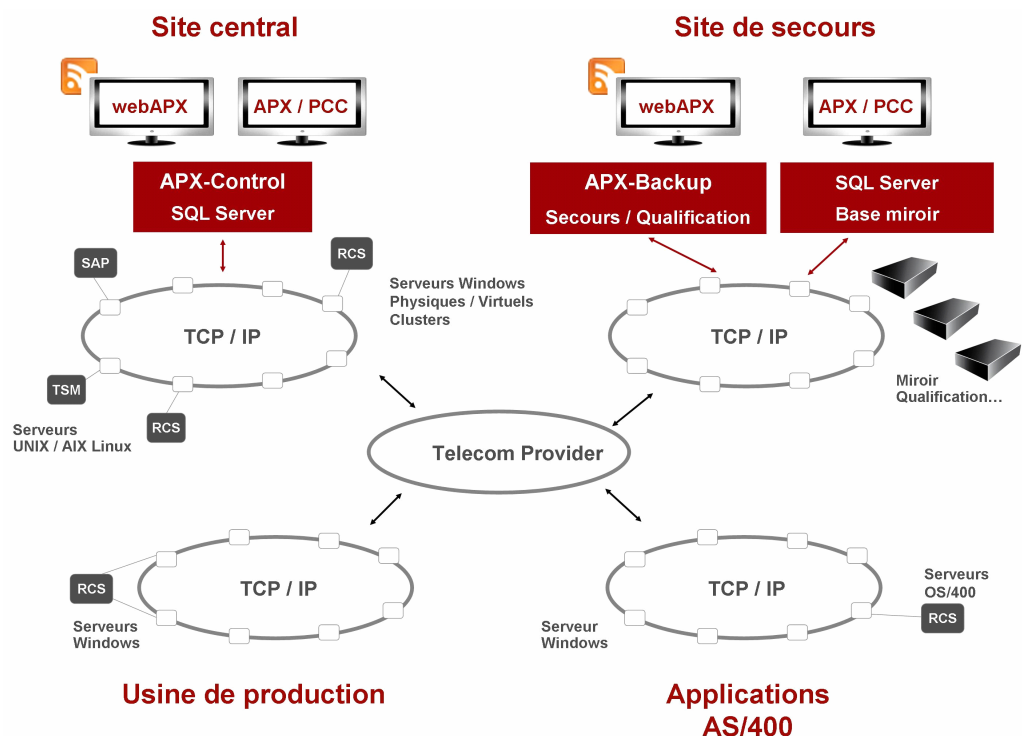 Site central
Site de secours
webAPX
APX / PCC
webAPX
APX / PCC
APX-Control
SQL Server
APX-Backup
Secours / Qualification
SQL Server
Base miroir
SAP
RCS
Serveurs Windows
Physiques / Virtuels
Clusters
TCP / IP
TCP / IP
TSM
RCS
Serveurs
UNIX / AIX Linux
Miroir
Qualification…
Telecom Provider
RCS
TCP / IP
Serveurs
Windows
TCP / IP
Serveur
Windows
Serveurs
OS/400
RCS
Usine de production
Applications
AS/400